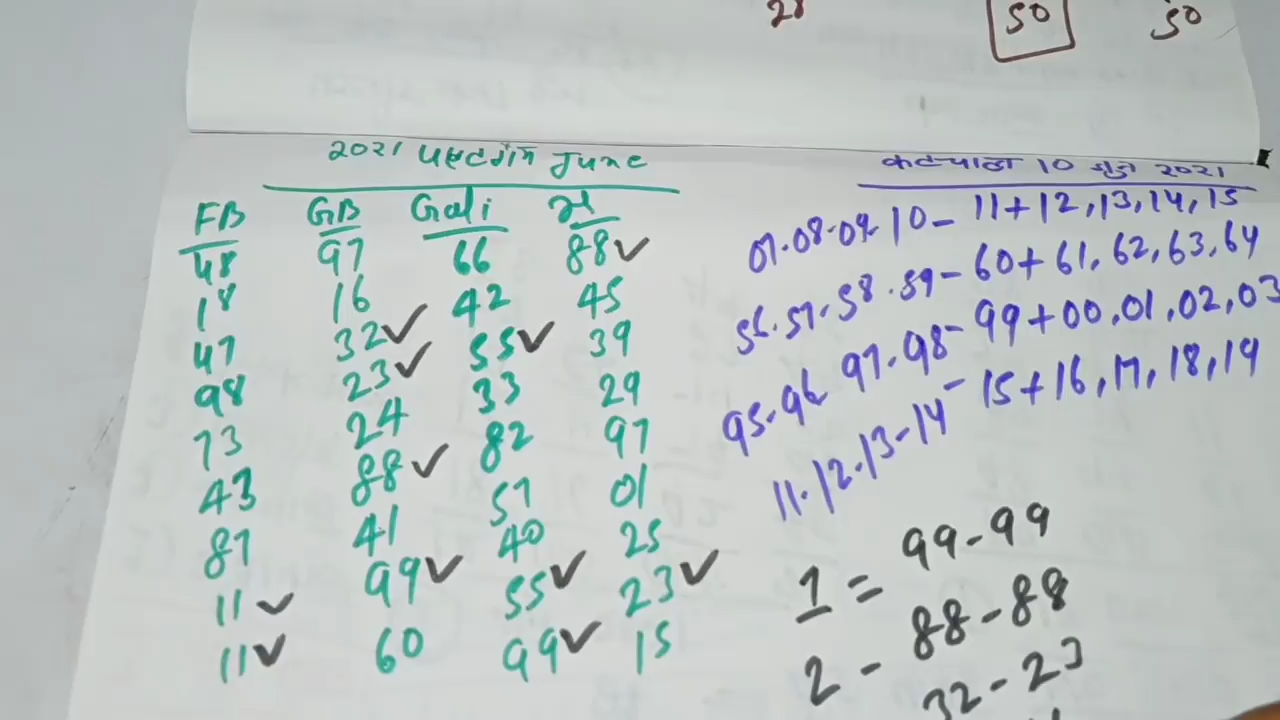 28 50 50
2021 June
FB GB Gali
48 97 66 88✓
18 16 42 45
47 32✓ 55✓ 39
98 23✓ 33 29
73 24 82 97
43 88✓ 57 01
87 41 40 25
11✓ 99✓ 55✓ 23✓
11✓ 60 99✓ 15
कल्याण 10 जून 2021
07.08.09.10-11+12,13,14,15
56.57.58.59-60+61,62,63,64
95.96.97.98-99+00,01,02,03
11.12.13-14-15+16,17,18,19
1 = 99-99
2 - 88-88
32-23